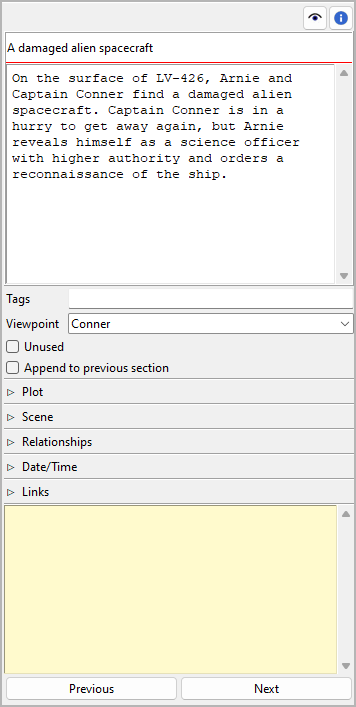 A damaged alien spacecraft
On the surface of LV-426, Arnie and
Captain Conner find a damaged alien
spacecraft. Captain Conner is in a
hurry to get away again, but Arnie
reveals himself as a science officer
with higher authority and orders a
reconnaissance of the ship.
Tags
Viewpoint Conner
Unused
Append to previous section
Plot
Scene
Relationships
Date/Time
Links
Previous Next